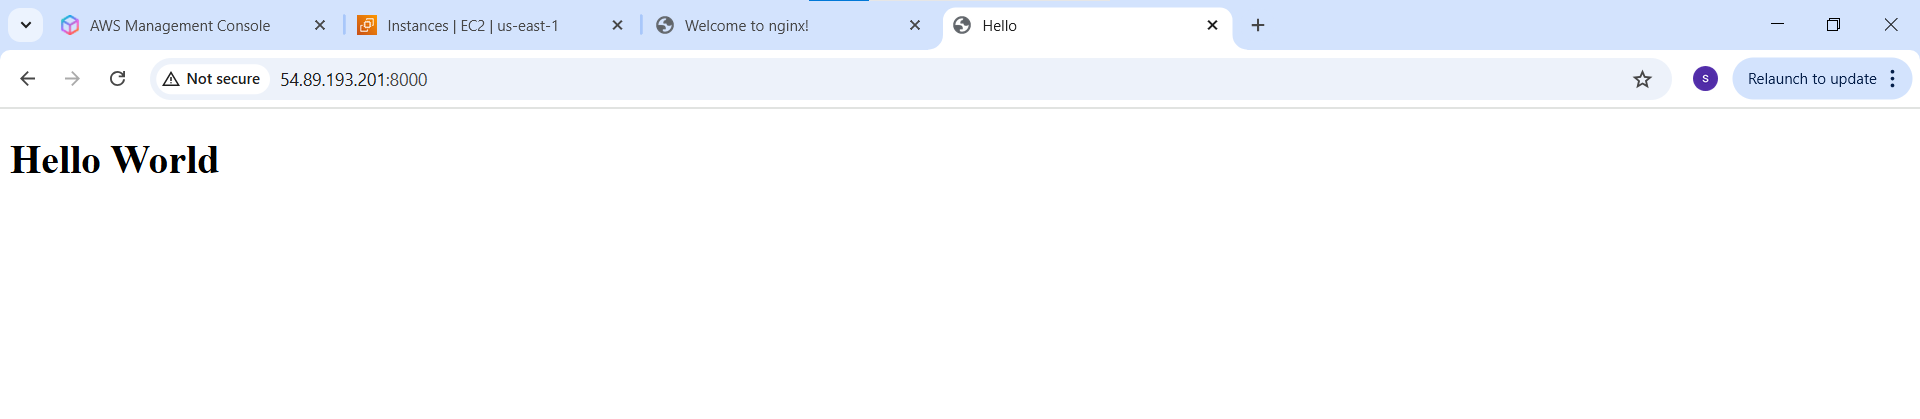 AWS Management Console
Instances | EC2 | us-east-1
Welcome to nginx!
Hello
Not secure
54.89.193.201:8000
S
Relaunch to update
Hello World